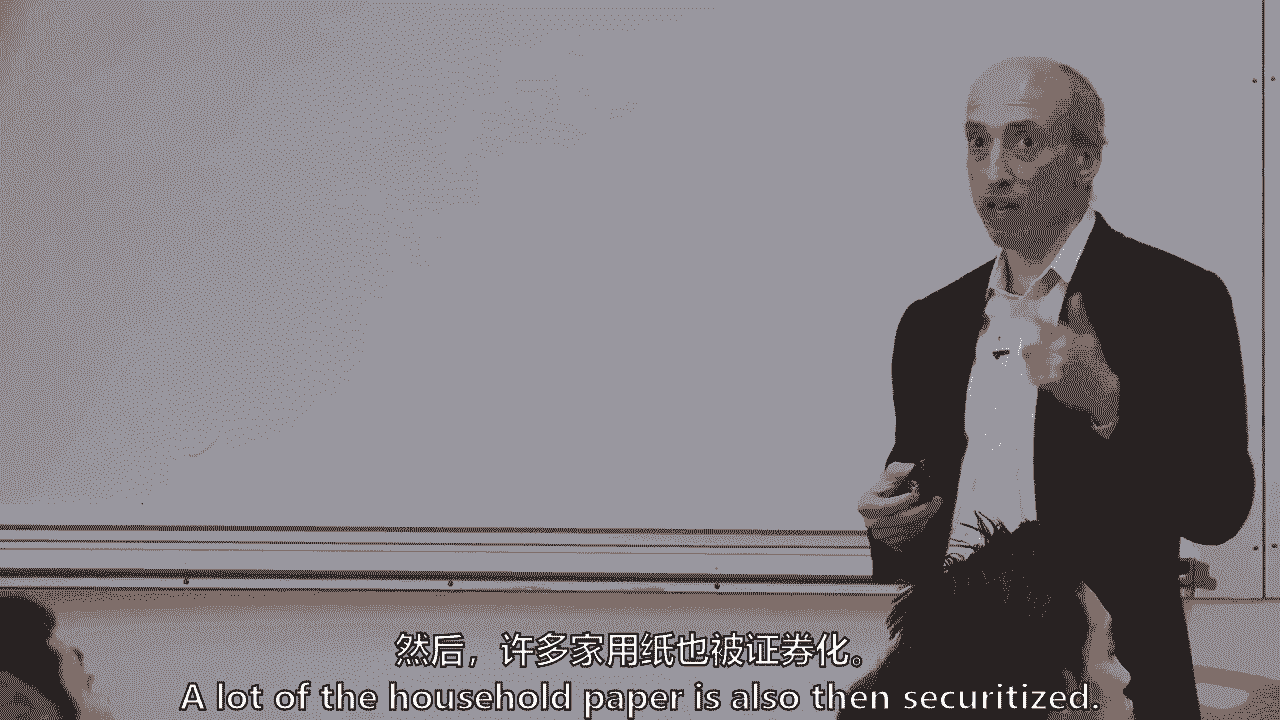 然后，许多家用纸也被证券化。
A lot of the household paper is also then securitized.